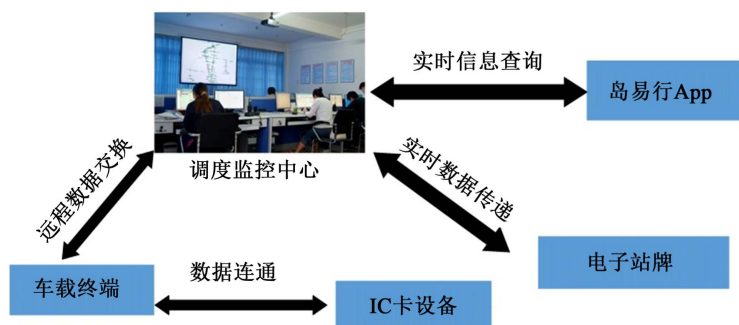 实时信息查询
岛易行App
调度监控中心
远程数据交换
实时数据传递
电子站牌
数据连通
车载终端
IC卡设备